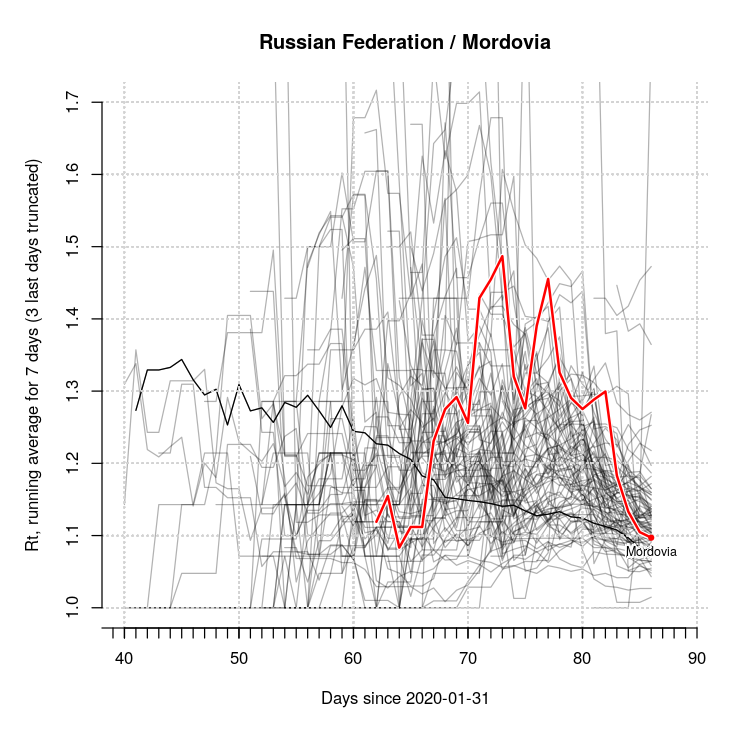 Russian Federation / Mordovia
Rt, running average for 7 days (3 last days truncated)
1.7
1.6
1.5
1.4
1.3
1.2
1.1
1.0
Mordovia
40 50 60 70 80 90
Days since 2020-01-31